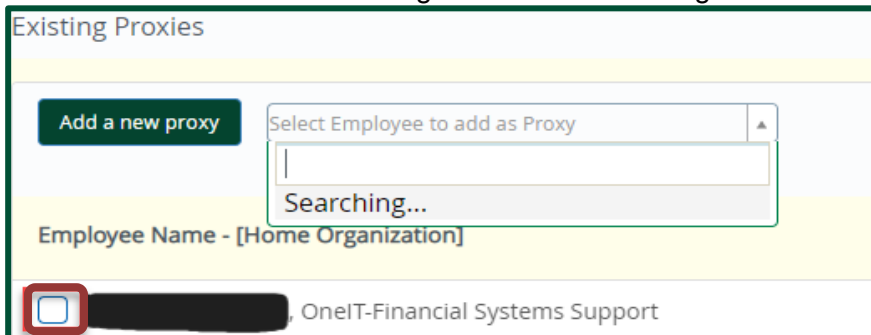 Existing Proxies
Add a new proxy
Select Employee to add as Proxy
Searching...
Employee Name - [Home Organization]
, OneIT-Financial Systems Support